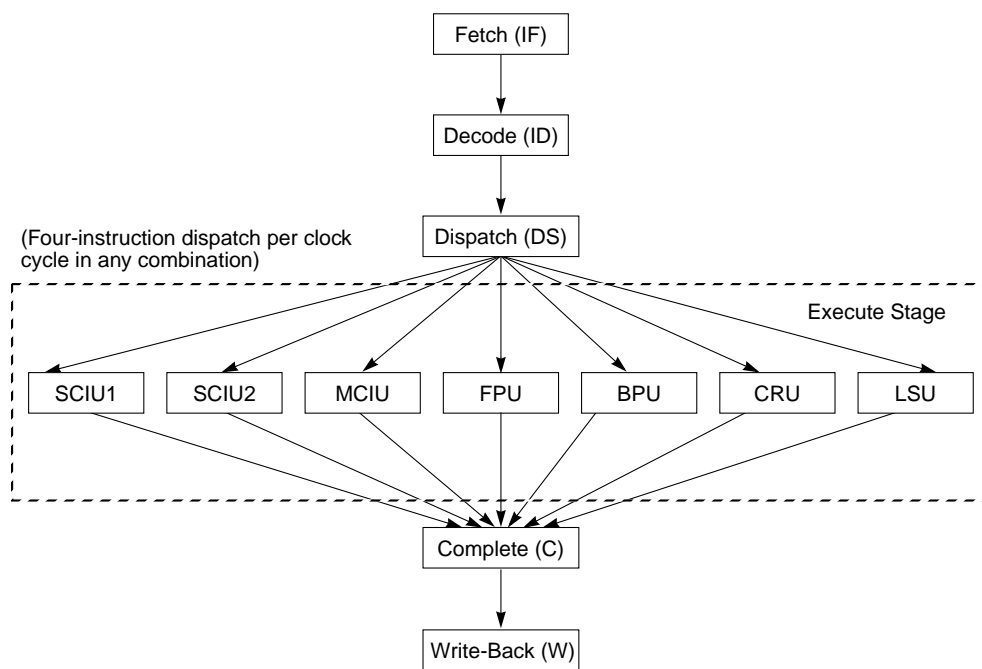 Fetch (IF)
Decode (ID)
Dispatch (DS)
(Four-instruction dispatch per clock
cycle in any combination)
Execute Stage
SCIU1
SCIU2
MCIU
FPU
BPU
CRU
LSU
Complete (C)
Write-Back (W)